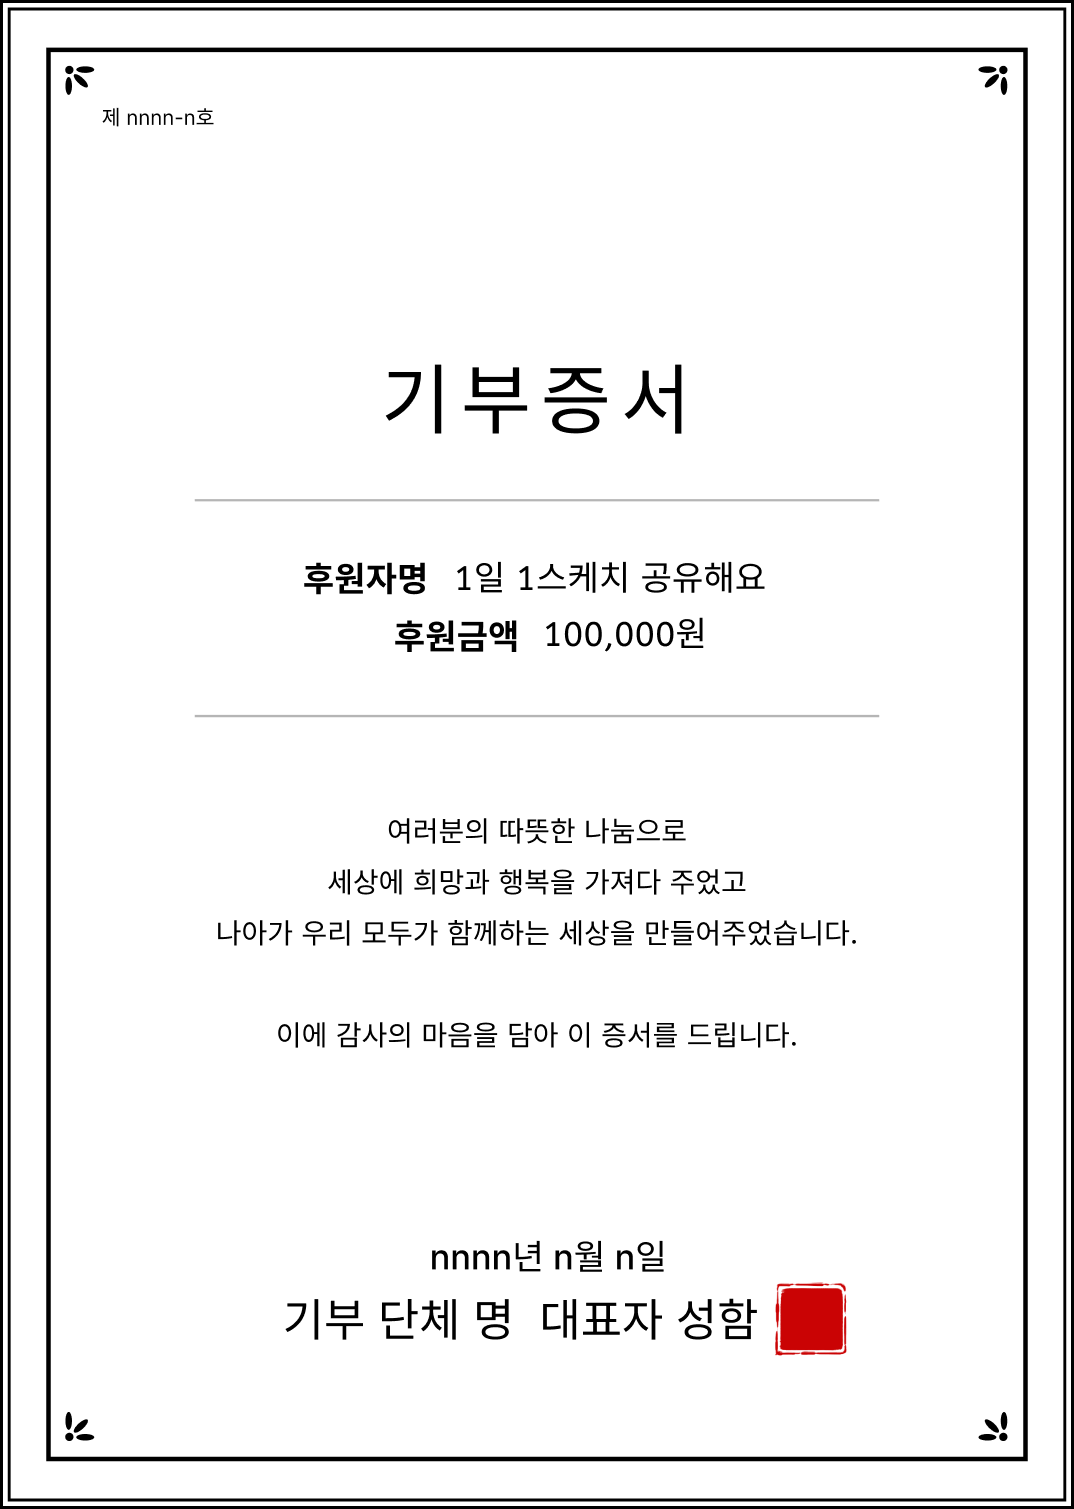 제 nnnn-n호
기부증서
후원자명 1일 1스케치 공유해요
후원금액 100,000원
여러분의 따뜻한 나눔으로
세상에 희망과 행복을 가져다 주었고
나아가 우리 모두가 함께하는 세상을 만들어주었습니다.
이에 감사의 마음을 담아 이 증서를 드립니다.
nnnn년 n월 n일
기부 단체 명 대표자 성함